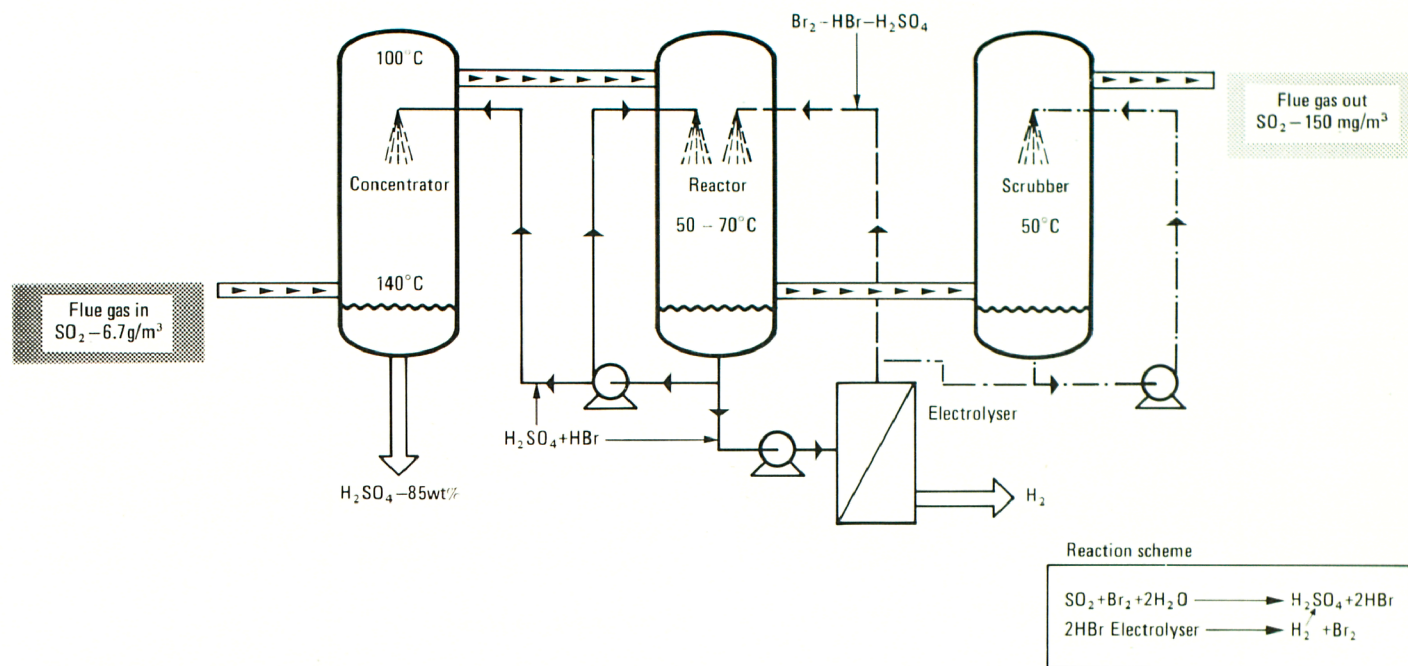 Br₂-HBr-H₂SO₄
100°C
Flue gas out
SO₂-150 mg/m³
Concentrator
Reactor
Scrubber
50 - 70°C
50°C
140°C
Flue gas in
SO₂-6.7g/m³
Electrolyser
H₂SO₄+HBr
H₂SO₄-85wt%
H₂
Reaction scheme
SO₂+Br₂+2H₂O → H₂SO₄+2HBr
2HBr Electrolyser → H₂ +Br₂